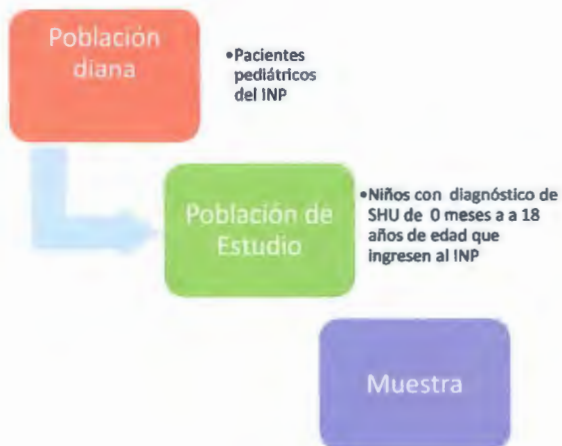 Población
diana
•Pacientes
pediátricos
del INP
Población de
Estudio
•Niños con diagnóstico de
SHU de 0 meses a a 18
años de edad que
ingresen al INP
Muestra